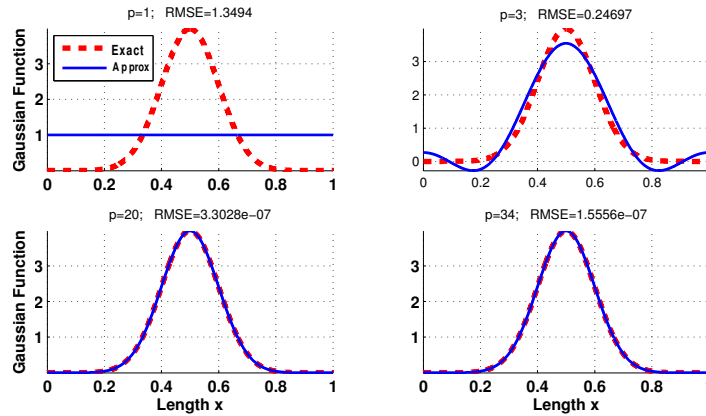 p=1; RMSE=1.3494
Gaussian Function
3
2
1
Exact
Approx
0 0.2 0.4 0.6 0.8 1
p=3; RMSE=0.24697
3
2
1
0
0 0.2 0.4 0.6 0.8
p=20; RMSE=3.3028e−07
Gaussian Function
3
2
1
0 0.2 0.4 0.6 0.8 1
Length x
p=34; RMSE=1.5556e−07
3
2
1
0 0.2 0.4 0.6 0.8
Length x